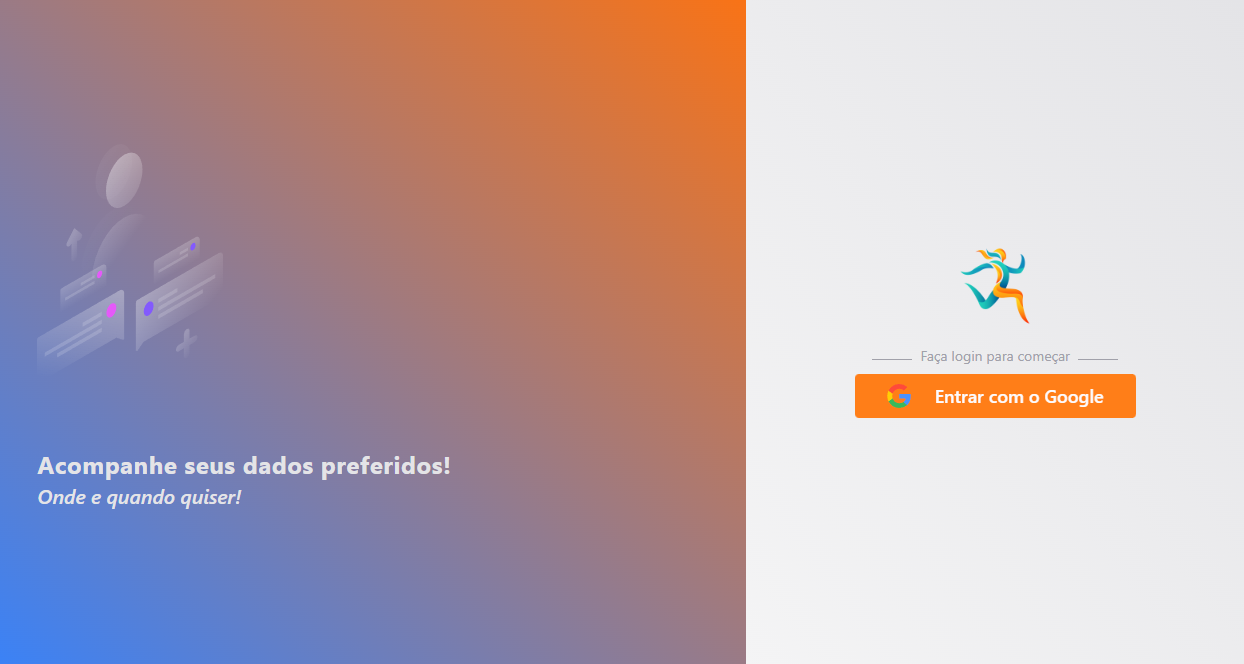 Acompanhe seus dados preferidos!
Onde e quando quiser!
Faça login para começar
Entrar com o Google